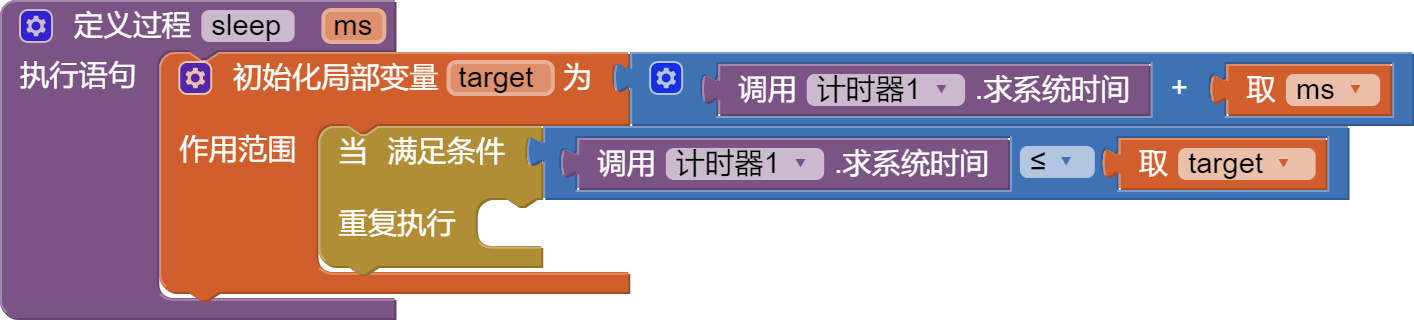 定义过程 sleep ms
执行语句 初始化局部变量 target 为 调用 计时器1 .求系统时间 + 取 ms
作用范围 当 满足条件 调用 计时器1 .求系统时间 ≤ 取 target
重复执行